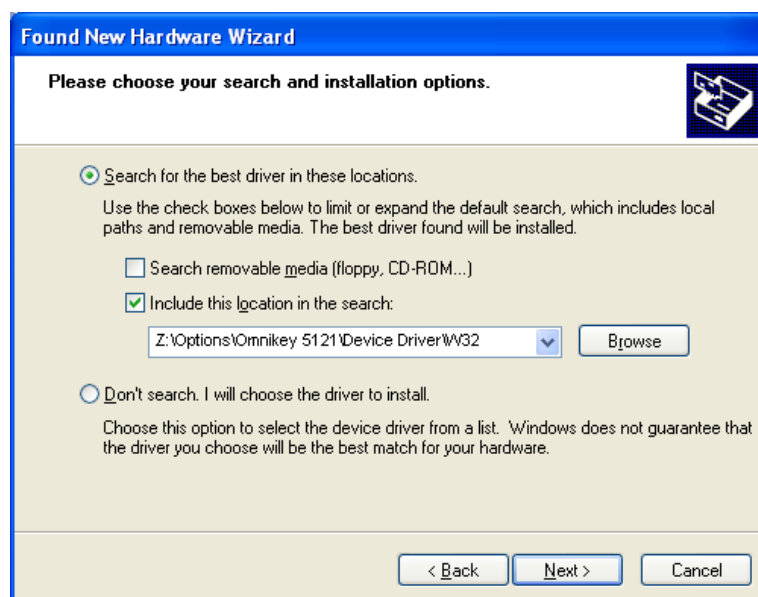 Found New Hardware Wizard
Please choose your search and installation options.
Search for the best driver in these locations.
Use the check boxes below to limit or expand the default search, which includes local
paths and removable media. The best driver found will be installed.
Search removable media (floppy, CD-ROM...)
Include this location in the search:
Z:\Options\Omnikey 5121\Device Driver\W32
Browse
Don't search. I will choose the driver to install.
Choose this option to select the device driver from a list. Windows does not guarantee that
the driver you choose will be the best match for your hardware.
< Back
Next >
Cancel